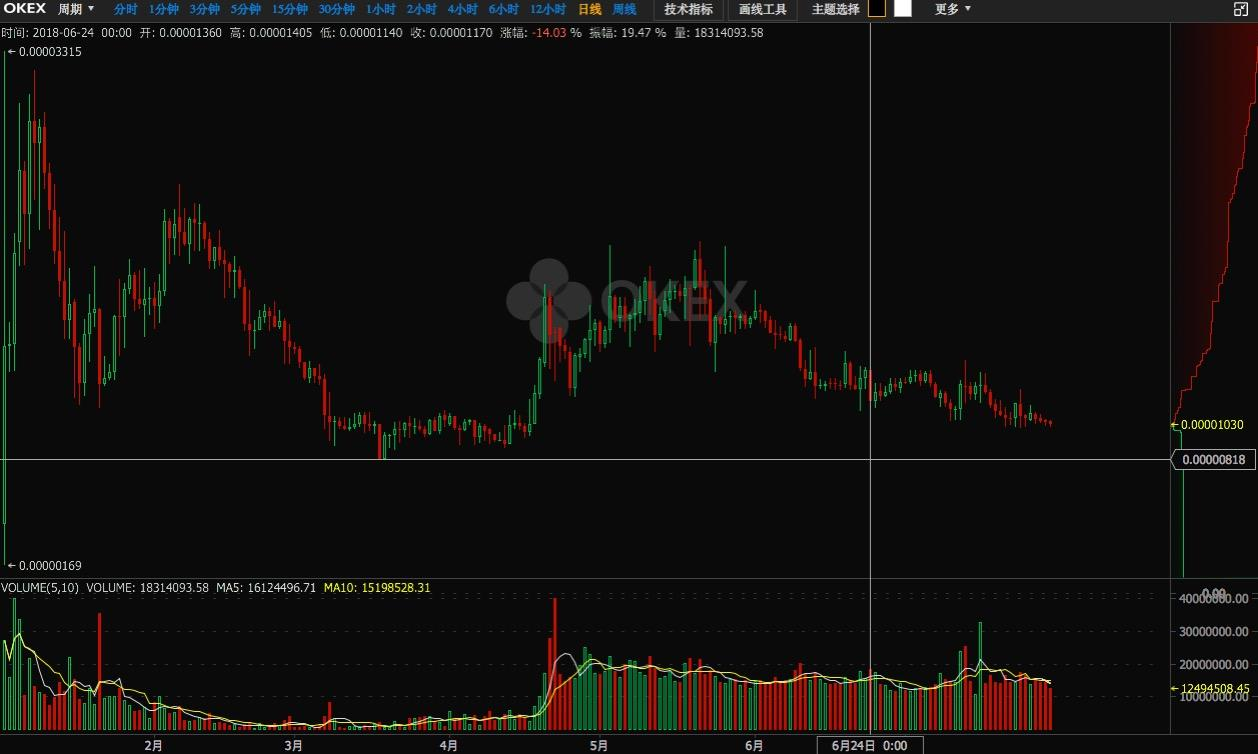 OKEX 周期 ▼ 分时 1分钟 3分钟 5分钟 15分钟 30分钟 1小时 2小时 4小时 6小时 12小时 日线 周线 技术指标 画线工具 主题选择 更多 ▼
时间: 2018-06-24 00:00 开: 0.00001360 高: 0.00001405 低: 0.00001140 收: 0.00001170 涨幅: -14.03 % 振幅: 19.47 % 量: 18314093.58
←0.00003315
OKEX
←0.00001030
0.00000818
←0.00000169
VOLUME(5,10) VOLUME: 18314093.58 MA5: 16124496.71 MA10: 15198528.31
0.00
40000000.00
30000000.00
20000000.00
←12494508.45
10000000.00
2月 3月 4月 5月 6月 6月24日 0:00